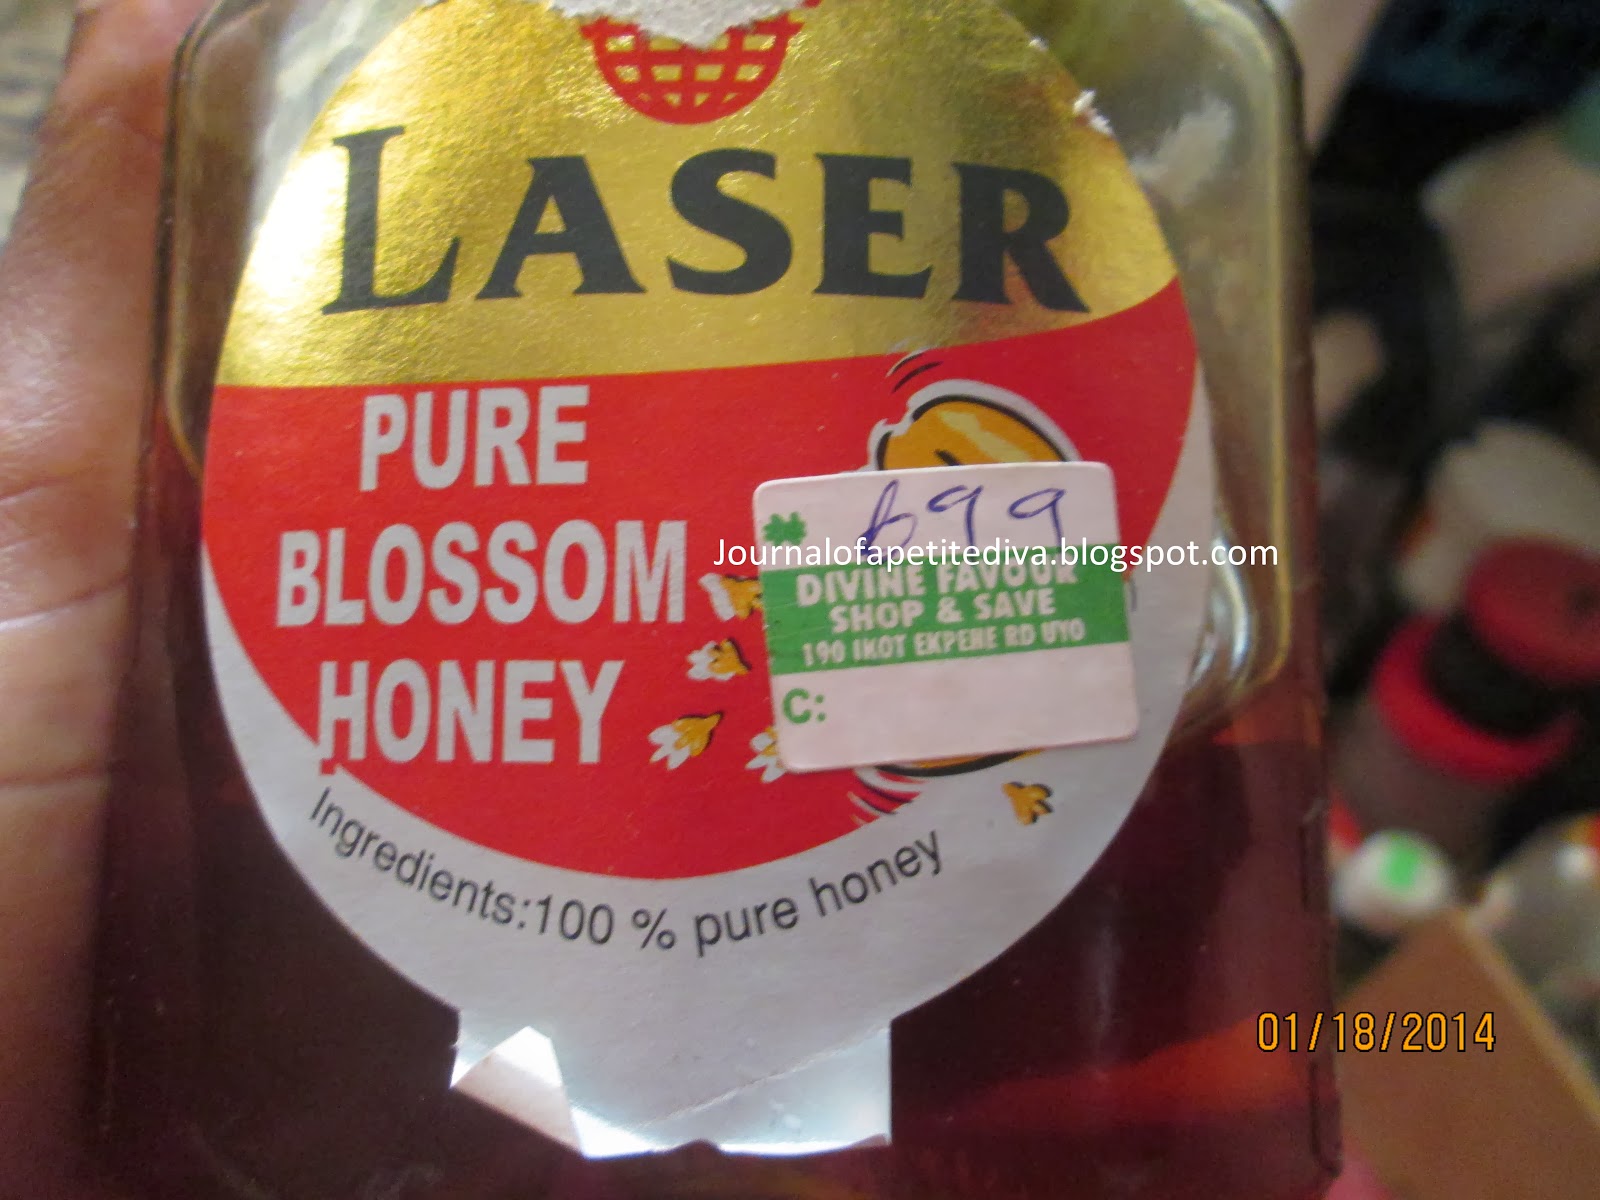 LASER
PURE
BLOSSOM
HONEY
699
Journalofapetitediva.blogspot.com
DIVINE FAVOUR
SHOP & SAVE
190 IKOT EKPENE RD UYO
C:
Ingredients:100 % pure honey
01/18/2014